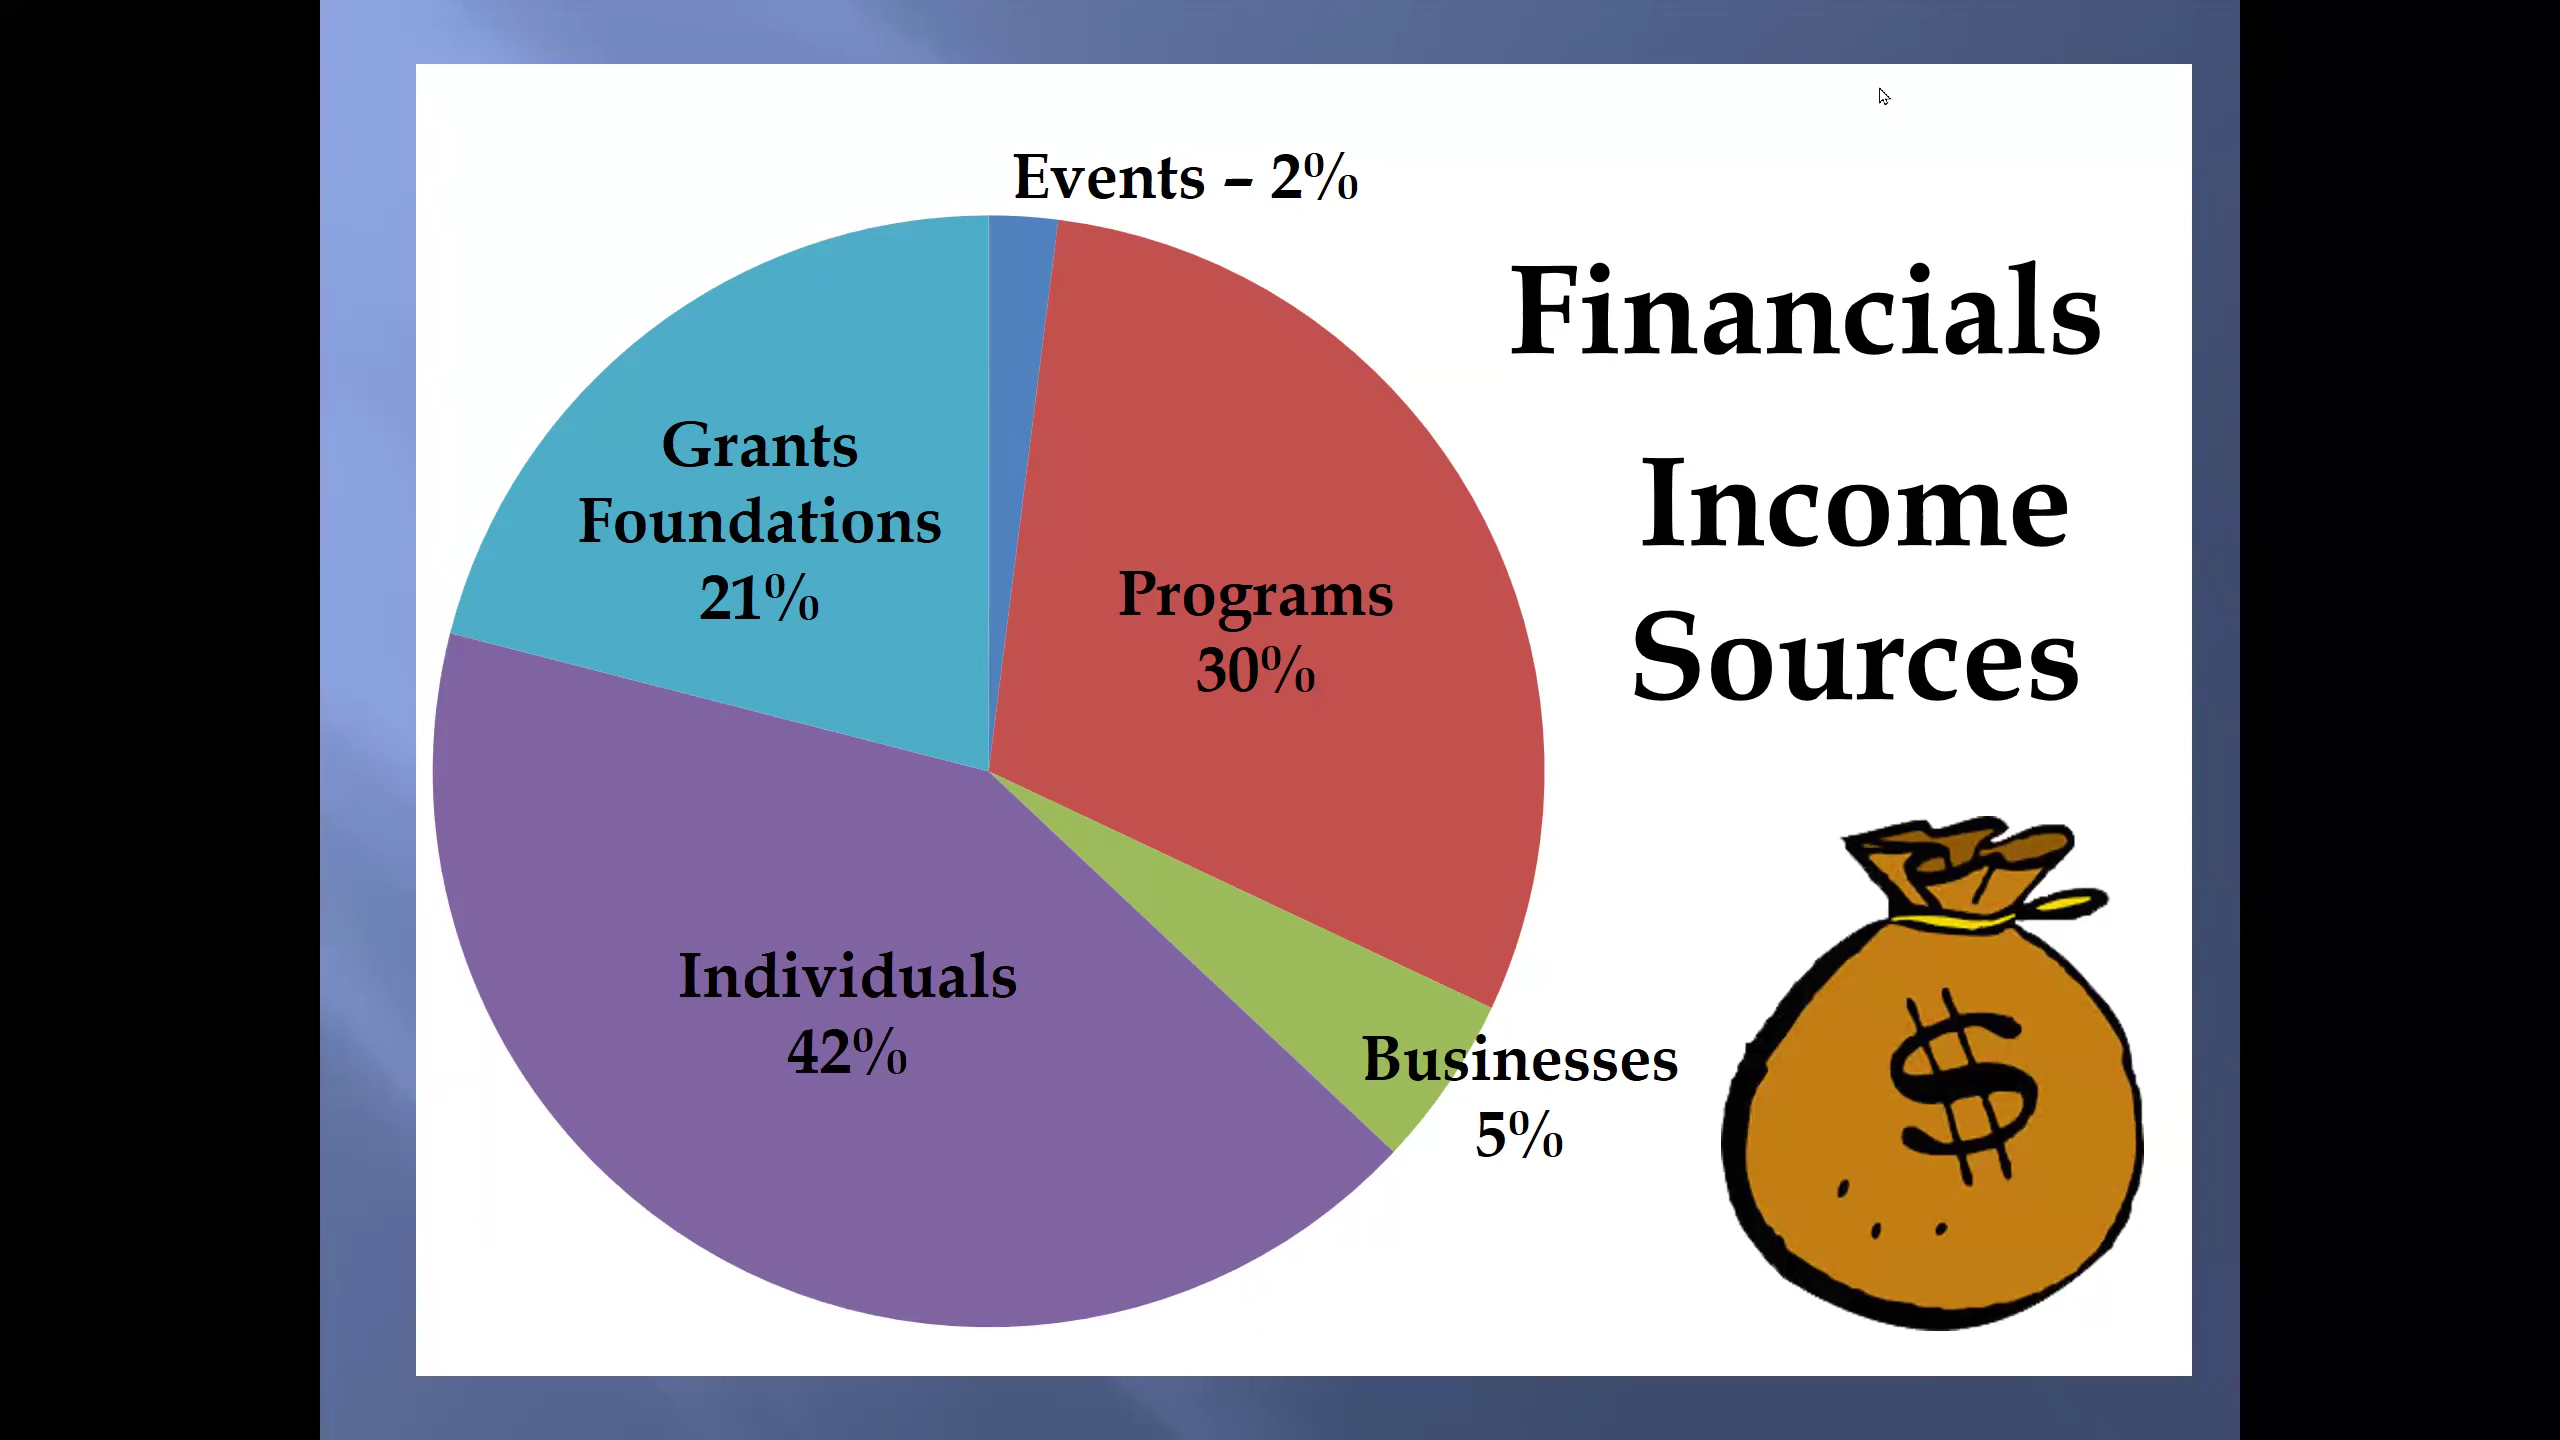 Events – 2%
Financials
Income
Sources
Grants
Foundations
21%
Programs
30%
Individuals
42%
Businesses
5%
$